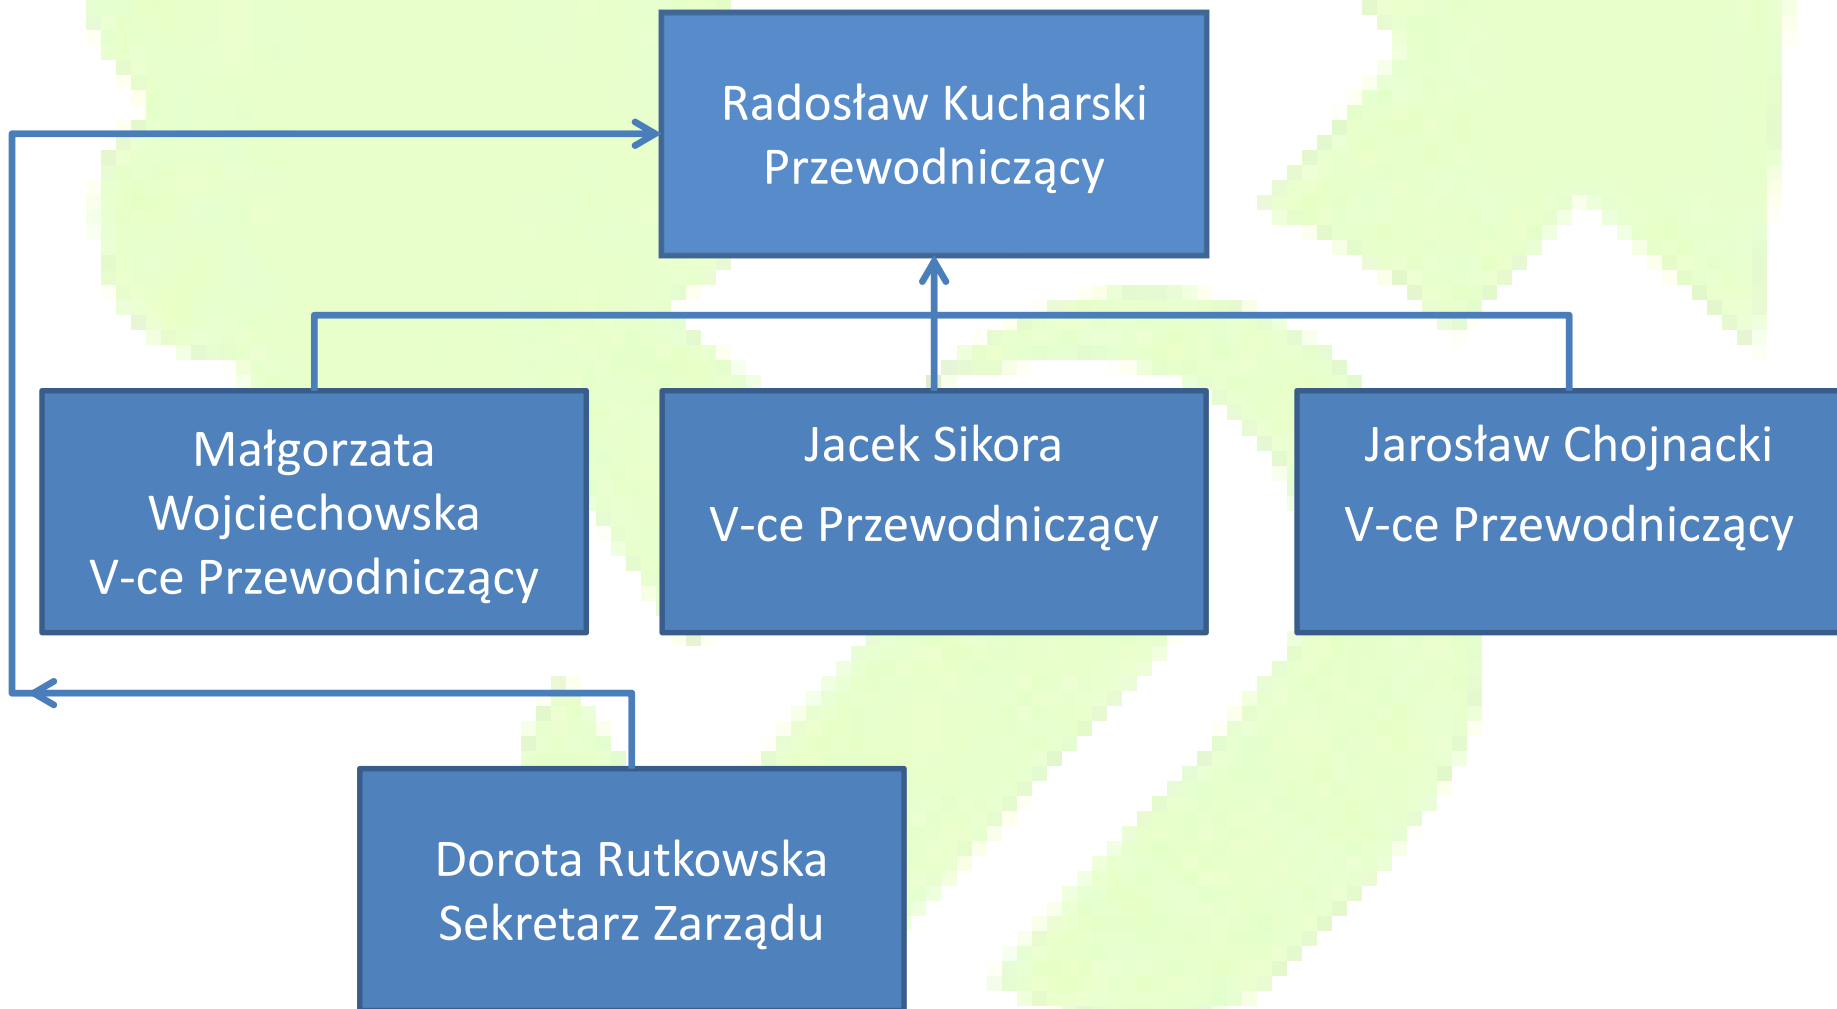 Radosław Kucharski
Przewodniczący
Małgorzata
Wojciechowska
V-ce Przewodniczący
Jacek Sikora
V-ce Przewodniczący
Jarosław Chojnacki
V-ce Przewodniczący
Dorota Rutkowska
Sekretarz Zarządu